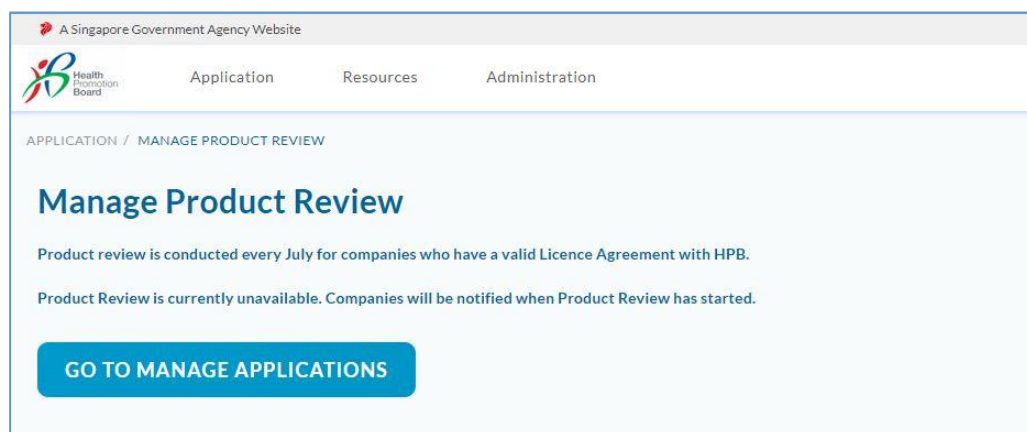 A Singapore Government Agency Website
Health
Promotion
Board
Application Resources Administration
APPLICATION / MANAGE PRODUCT REVIEW
Manage Product Review
Product review is conducted every July for companies who have a valid Licence Agreement with HPB.
Product Review is currently unavailable. Companies will be notified when Product Review has started.
GO TO MANAGE APPLICATIONS